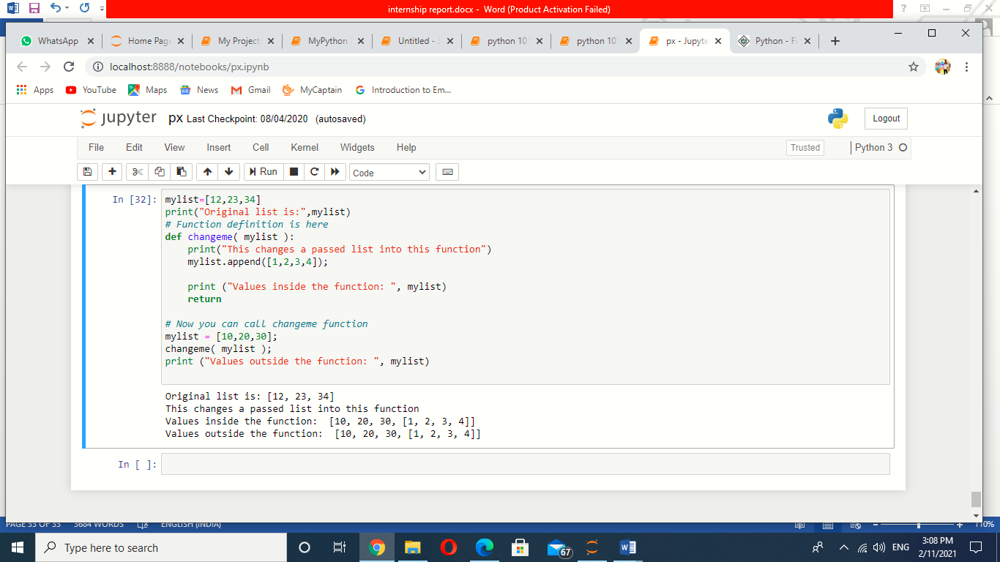 internship report.docx - Word (Product Activation Failed)
WhatsApp
Home Page
My Project
MyPython
Untitled - J
python 101
python 101
px - Jupyte
Python - Fu
localhost:8888/notebooks/px.ipynb
Apps YouTube Maps News Gmail MyCaptain Introduction to Em...
jupyter px Last Checkpoint: 08/04/2020 (autosaved)
Logout
File Edit View Insert Cell Kernel Widgets Help
Trusted
Python 3
Run
Code
In [32]:
mylist=[12,23,34]
print("Original list is:",mylist)
# Function definition is here
def changeme( mylist ):
    print("This changes a passed list into this function")
    mylist.append([1,2,3,4]);
    print ("Values inside the function: ", mylist)
    return
# Now you can call changeme function
mylist = [10,20,30];
changeme( mylist );
print ("Values outside the function: ", mylist)
Original list is: [12, 23, 34]
This changes a passed list into this function
Values inside the function:  [10, 20, 30, [1, 2, 3, 4]]
Values outside the function:  [10, 20, 30, [1, 2, 3, 4]]
In [ ]:
PAGE 33 OF 33 3684 WORDS ENGLISH (INDIA)
110%
Type here to search
67
ENG
3:08 PM
2/11/2021